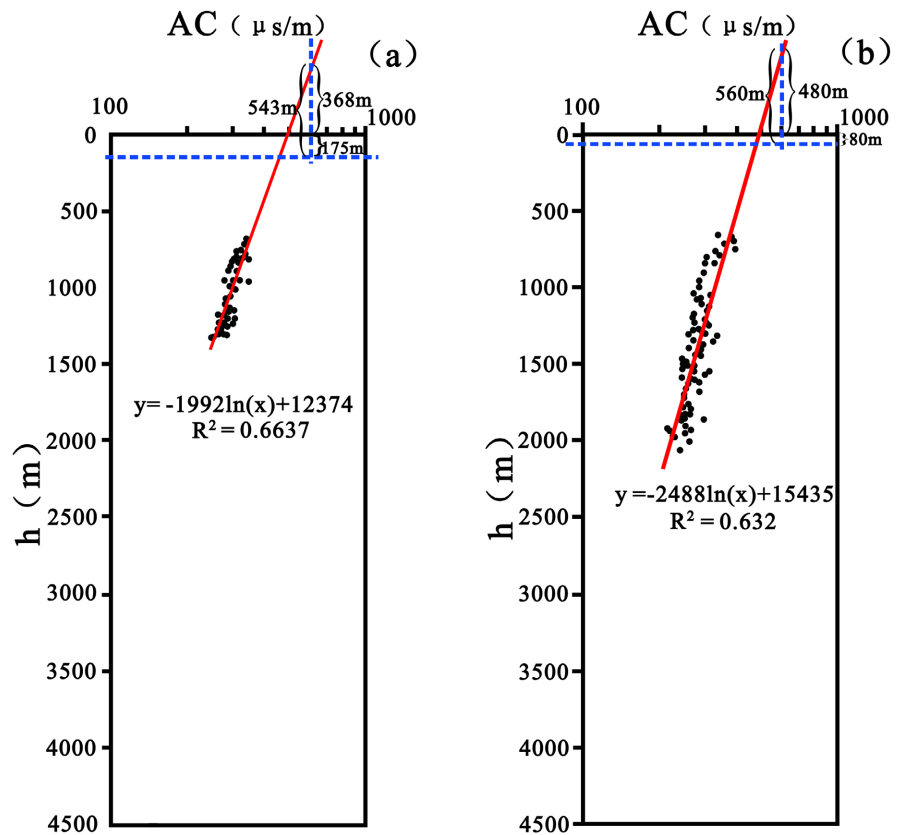 AC（μs/m）
(a)
100
1000
543m
368m
175m
0
500
1000
1500
2000
2500
3000
3500
4000
4500
h（m）
y= -1992ln(x)+12374
R² = 0.6637
AC（μs/m）
(b)
100
1000
560m
480m
80m
0
500
1000
1500
2000
2500
3000
3500
4000
4500
h（m）
y =-2488ln(x)+15435
R² = 0.632